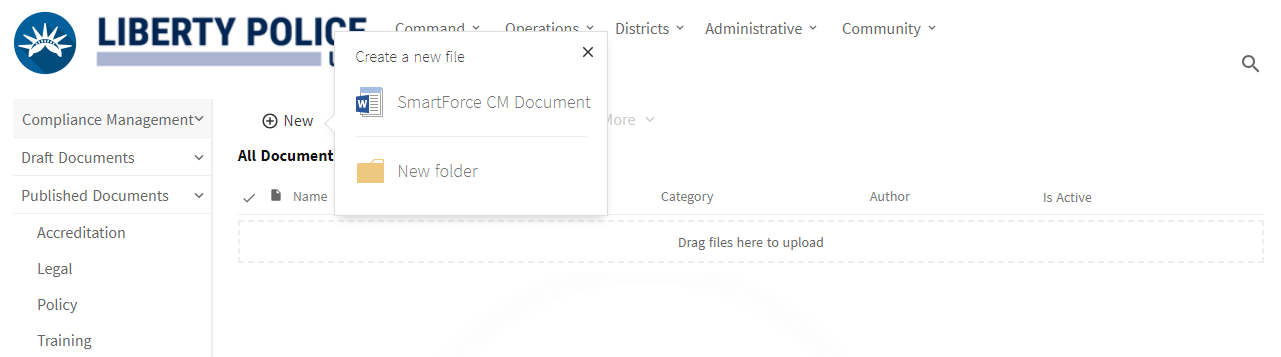 LIBERTY POLICE
Command Operations Districts Administrative Community
Create a new file
SmartForce CM Document
New folder
New
More
All Document
Name Category Author Is Active
Drag files here to upload
Compliance Management
Draft Documents
Published Documents
Accreditation
Legal
Policy
Training